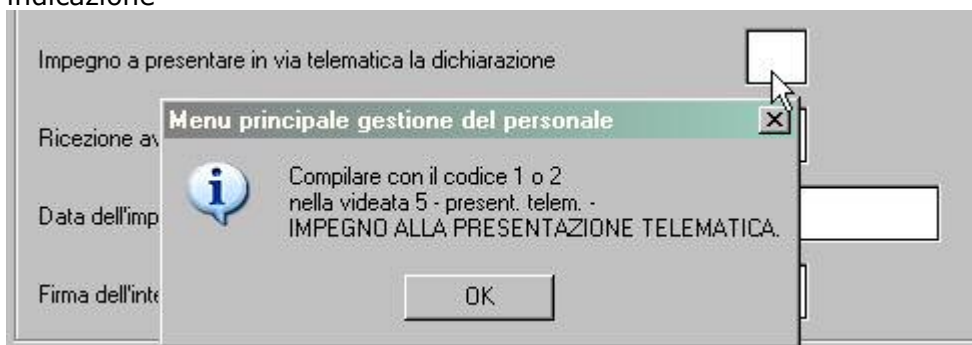 indicazione
Impegno a presentare in via telematica la dichiarazione
Menu principale gestione del personale
Ricezione av
Compilare con il codice 1 o 2
nella videata 5 - present. telem. -
IMPEGNO ALLA PRESENTAZIONE TELEMATICA.
Data dell'imp
Firma dell'inte
OK